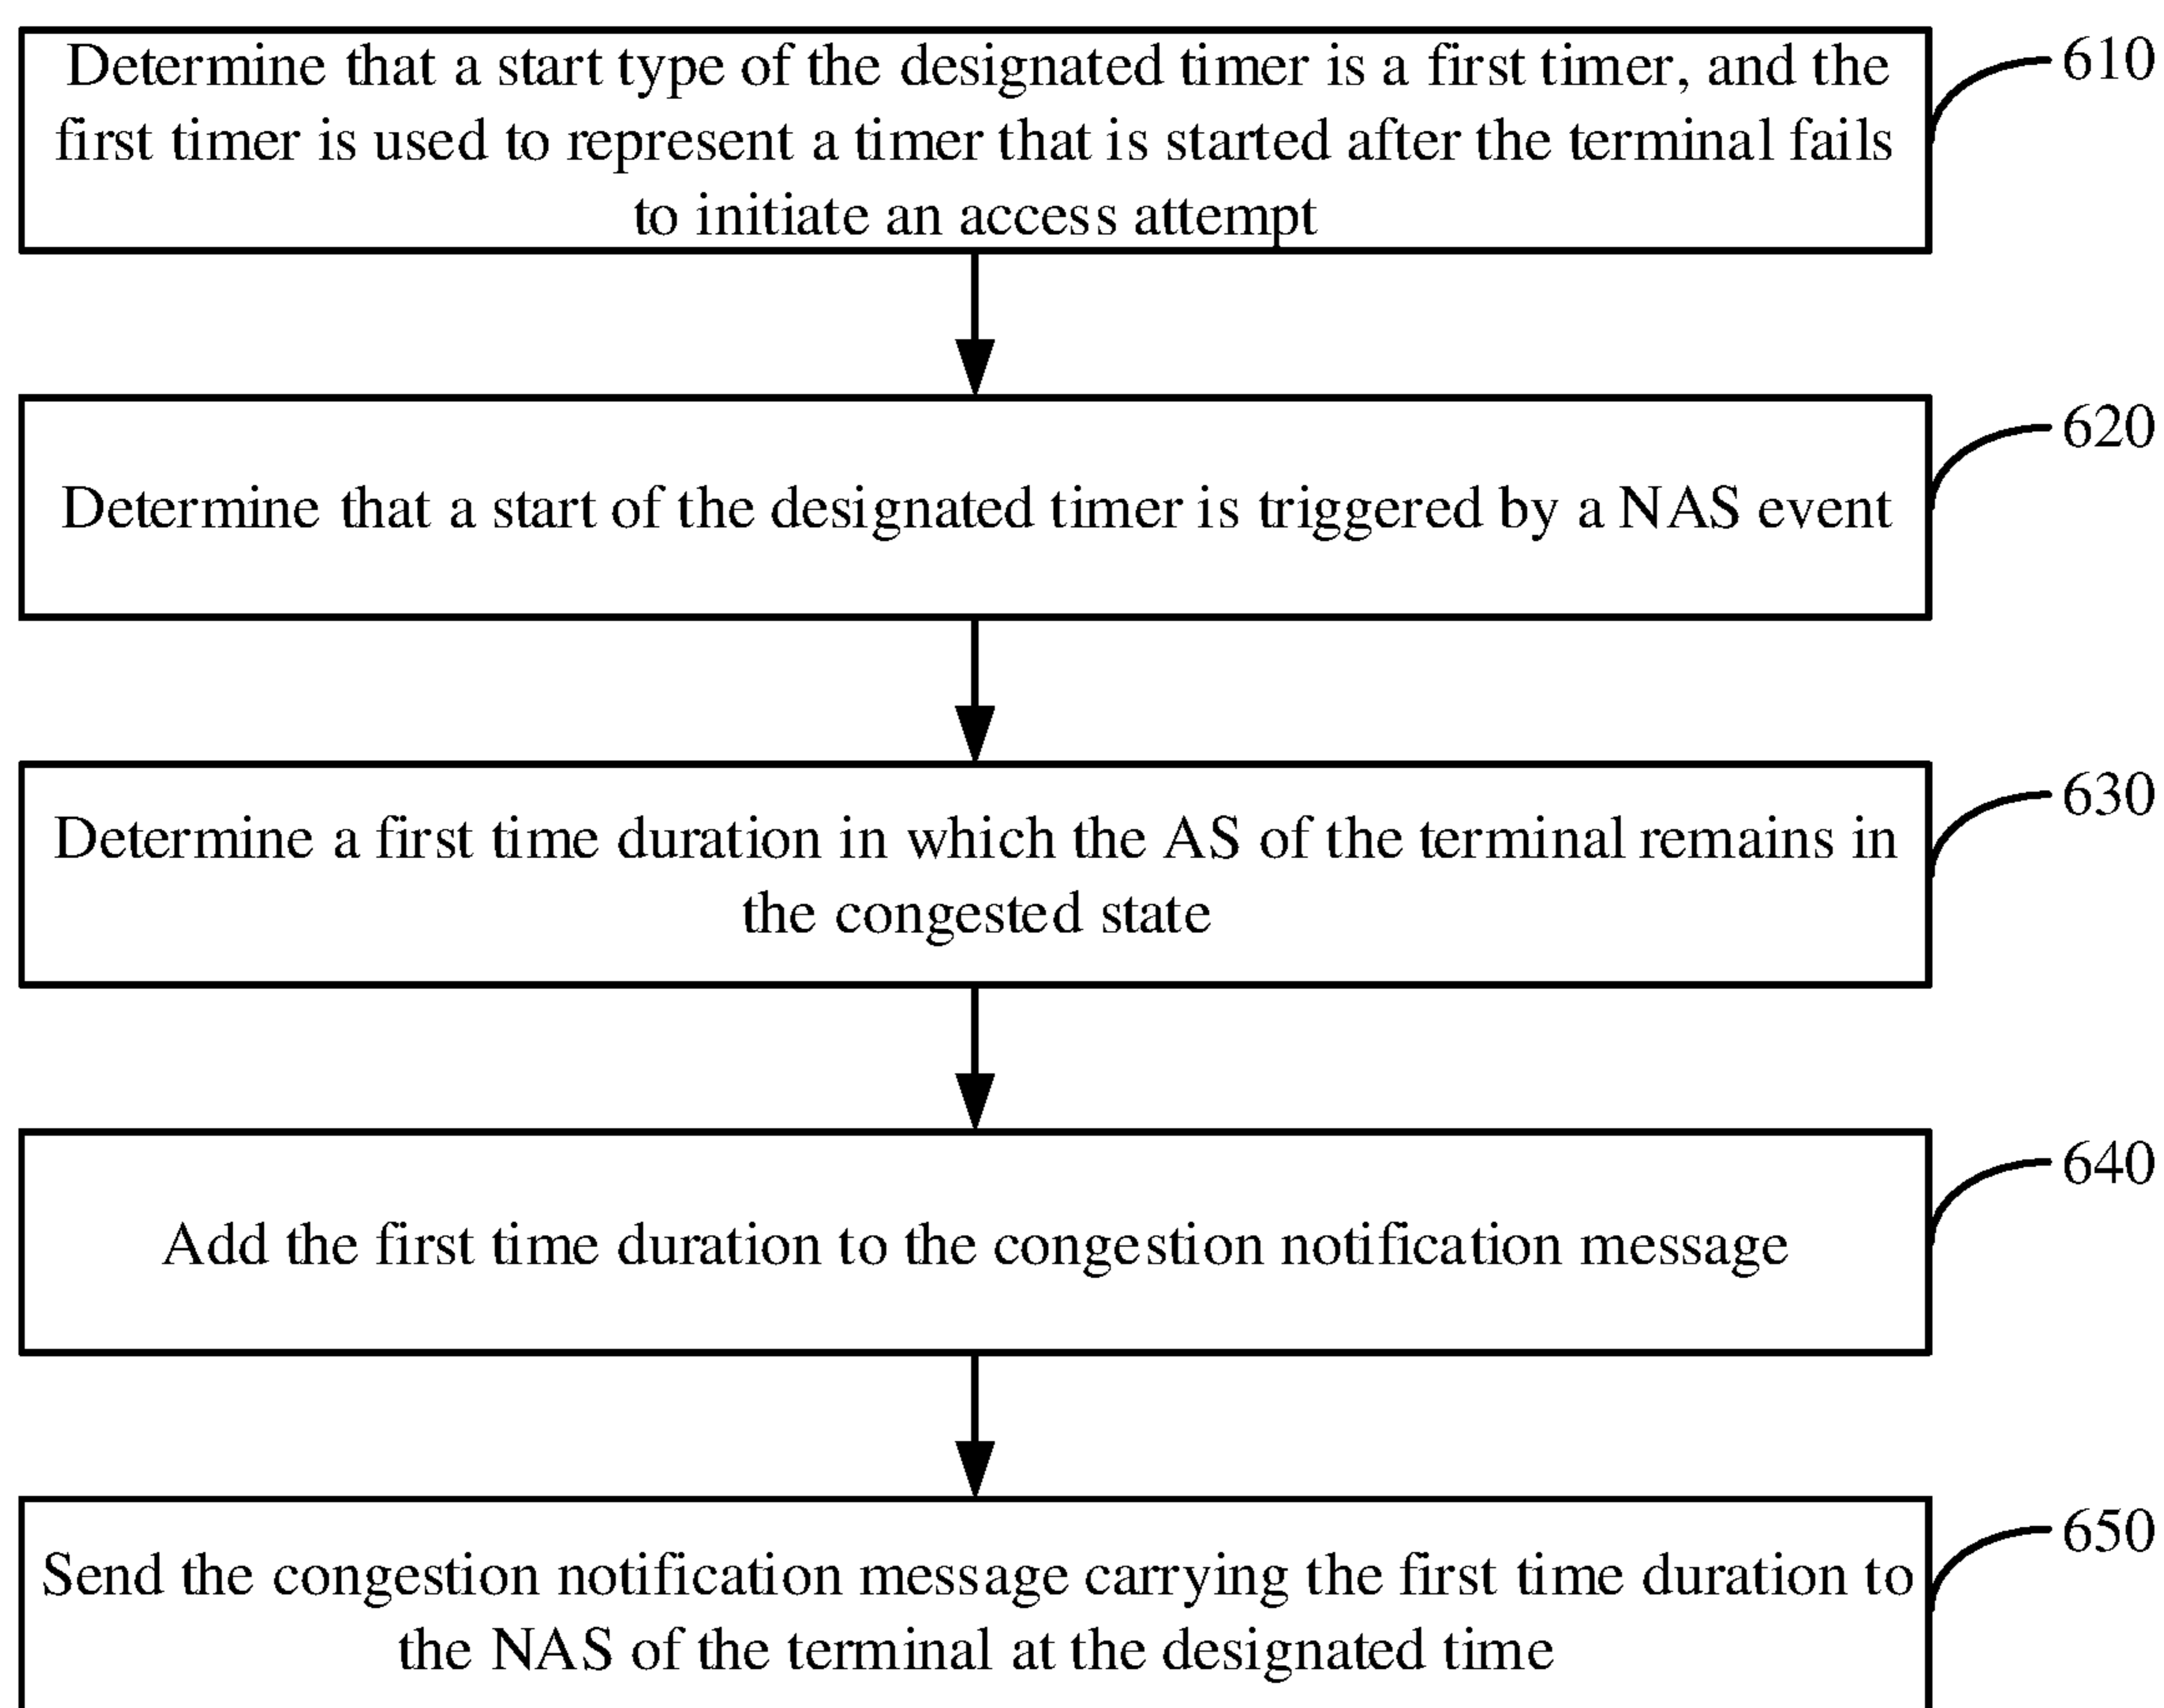 Determine that a start type of the designated timer is a first timer, and the
first timer is used to represent a timer that is started after the terminal fails
to initiate an access attempt
610
Determine that a start of the designated timer is triggered by a NAS event
620
Determine a first time duration in which the AS of the terminal remains in
the congested state
630
Add the first time duration to the congestion notification message
640
Send the congestion notification message carrying the first time duration to
the NAS of the terminal at the designated time
650